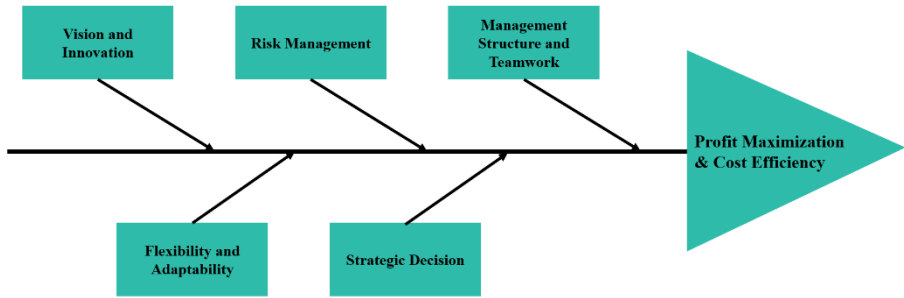 Vision and
Innovation
Risk Management
Management
Structure and
Teamwork
Profit Maximization
& Cost Efficiency
Flexibility and
Adaptability
Strategic Decision